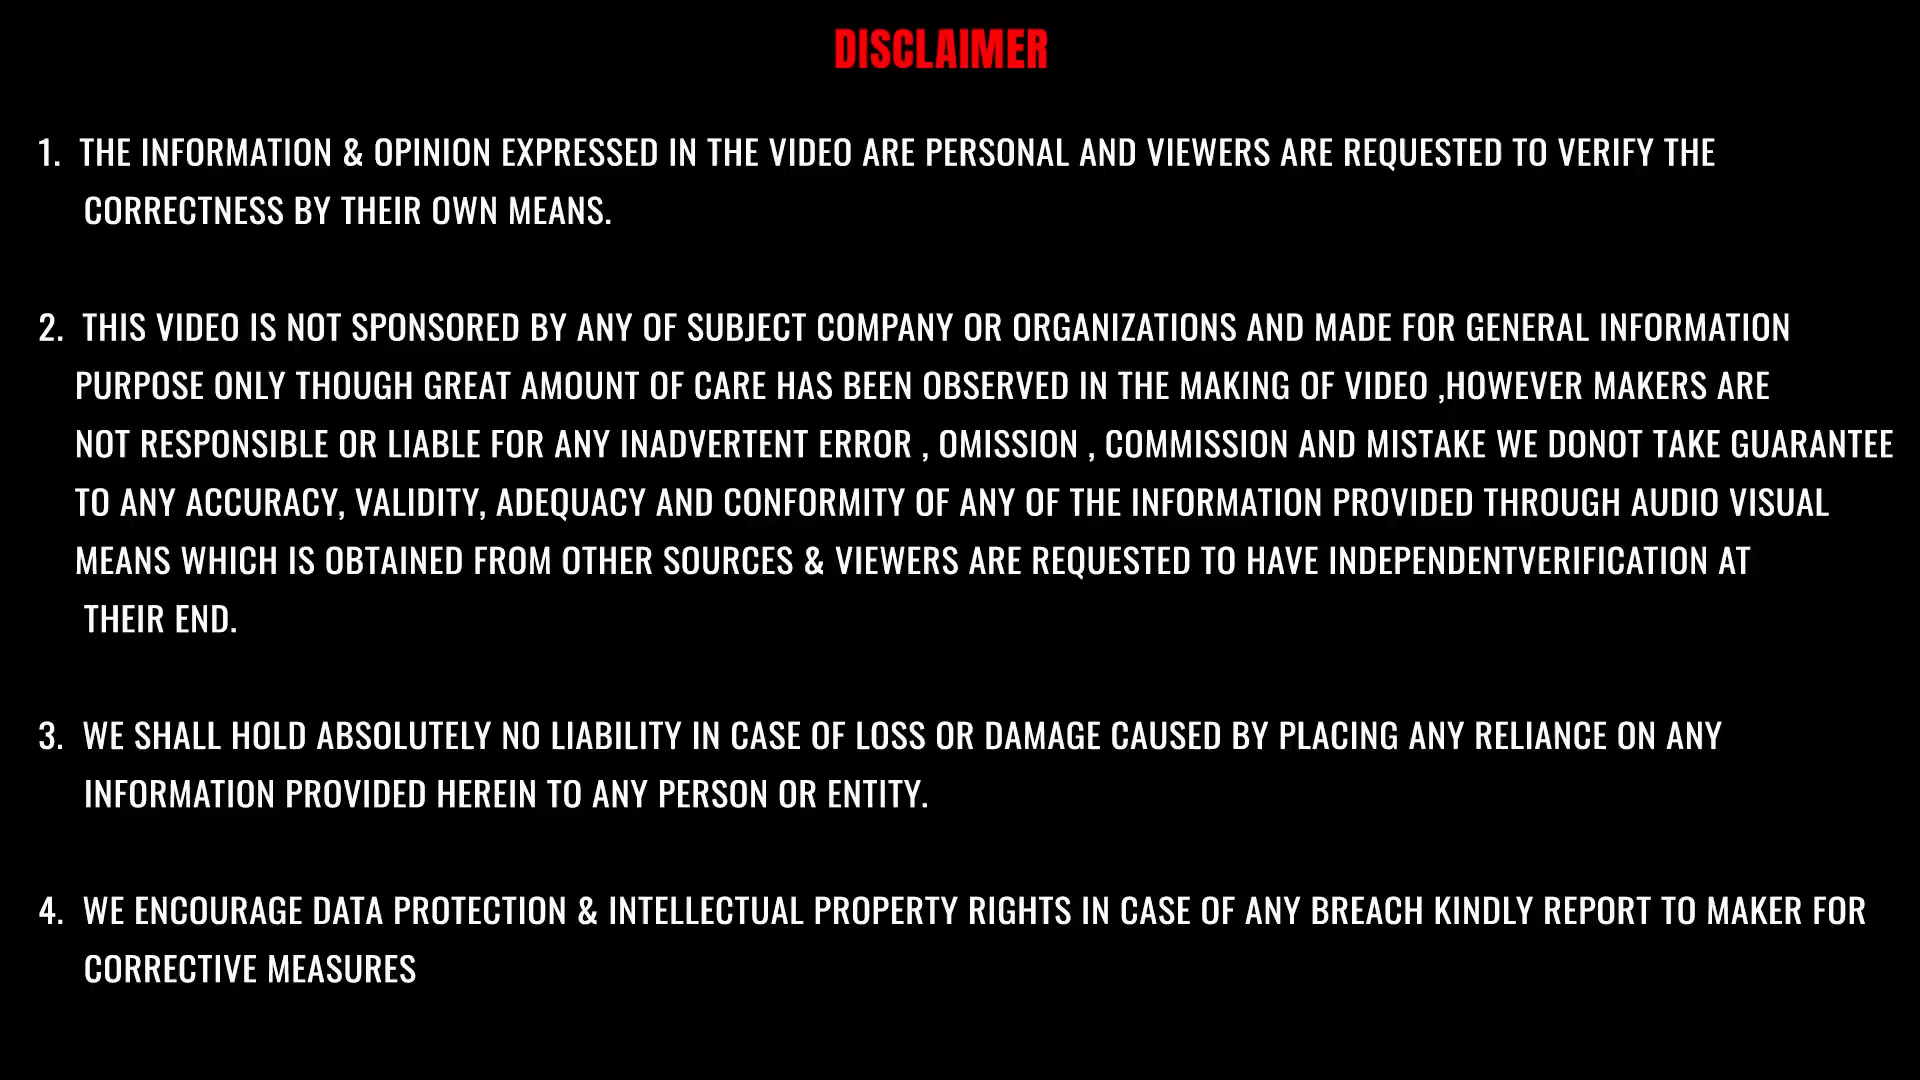 DISCLAIMER
1. THE INFORMATION & OPINION EXPRESSED IN THE VIDEO ARE PERSONAL AND VIEWERS ARE REQUESTED TO VERIFY THE
CORRECTNESS BY THEIR OWN MEANS.
2. THIS VIDEO IS NOT SPONSORED BY ANY OF SUBJECT COMPANY OR ORGANIZATIONS AND MADE FOR GENERAL INFORMATION
PURPOSE ONLY THOUGH GREAT AMOUNT OF CARE HAS BEEN OBSERVED IN THE MAKING OF VIDEO ,HOWEVER MAKERS ARE
NOT RESPONSIBLE OR LIABLE FOR ANY INADVERTENT ERROR , OMISSION , COMMISSION AND MISTAKE WE DONOT TAKE GUARANTEE
TO ANY ACCURACY, VALIDITY, ADEQUACY AND CONFORMITY OF ANY OF THE INFORMATION PROVIDED THROUGH AUDIO VISUAL
MEANS WHICH IS OBTAINED FROM OTHER SOURCES & VIEWERS ARE REQUESTED TO HAVE INDEPENDENTVERIFICATION AT
THEIR END.
3. WE SHALL HOLD ABSOLUTELY NO LIABILITY IN CASE OF LOSS OR DAMAGE CAUSED BY PLACING ANY RELIANCE ON ANY
INFORMATION PROVIDED HEREIN TO ANY PERSON OR ENTITY.
4. WE ENCOURAGE DATA PROTECTION & INTELLECTUAL PROPERTY RIGHTS IN CASE OF ANY BREACH KINDLY REPORT TO MAKER FOR
CORRECTIVE MEASURES